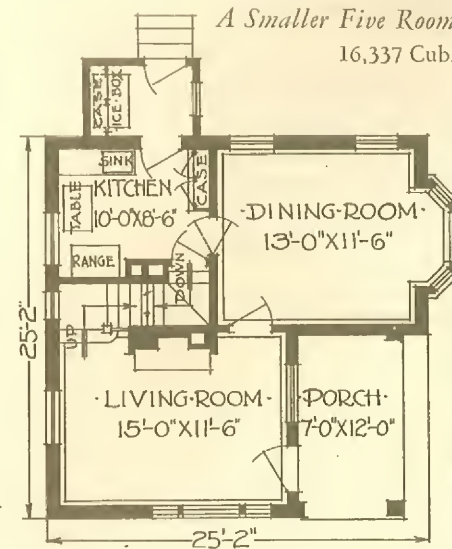 A Smaller Five Room
16,337 Cub.
CASE
ICE-BOX
SINK
CASE
TABLE
KITCHEN
10'-0"X8'-6"
RANGE
DOWN
UP
·DINING·ROOM·
13'-0"X11'-6"
·LIVING·ROOM·
15'-0"X11'-6"
·PORCH·
7'-0"X12'-0"
25'-2"
25'-2"